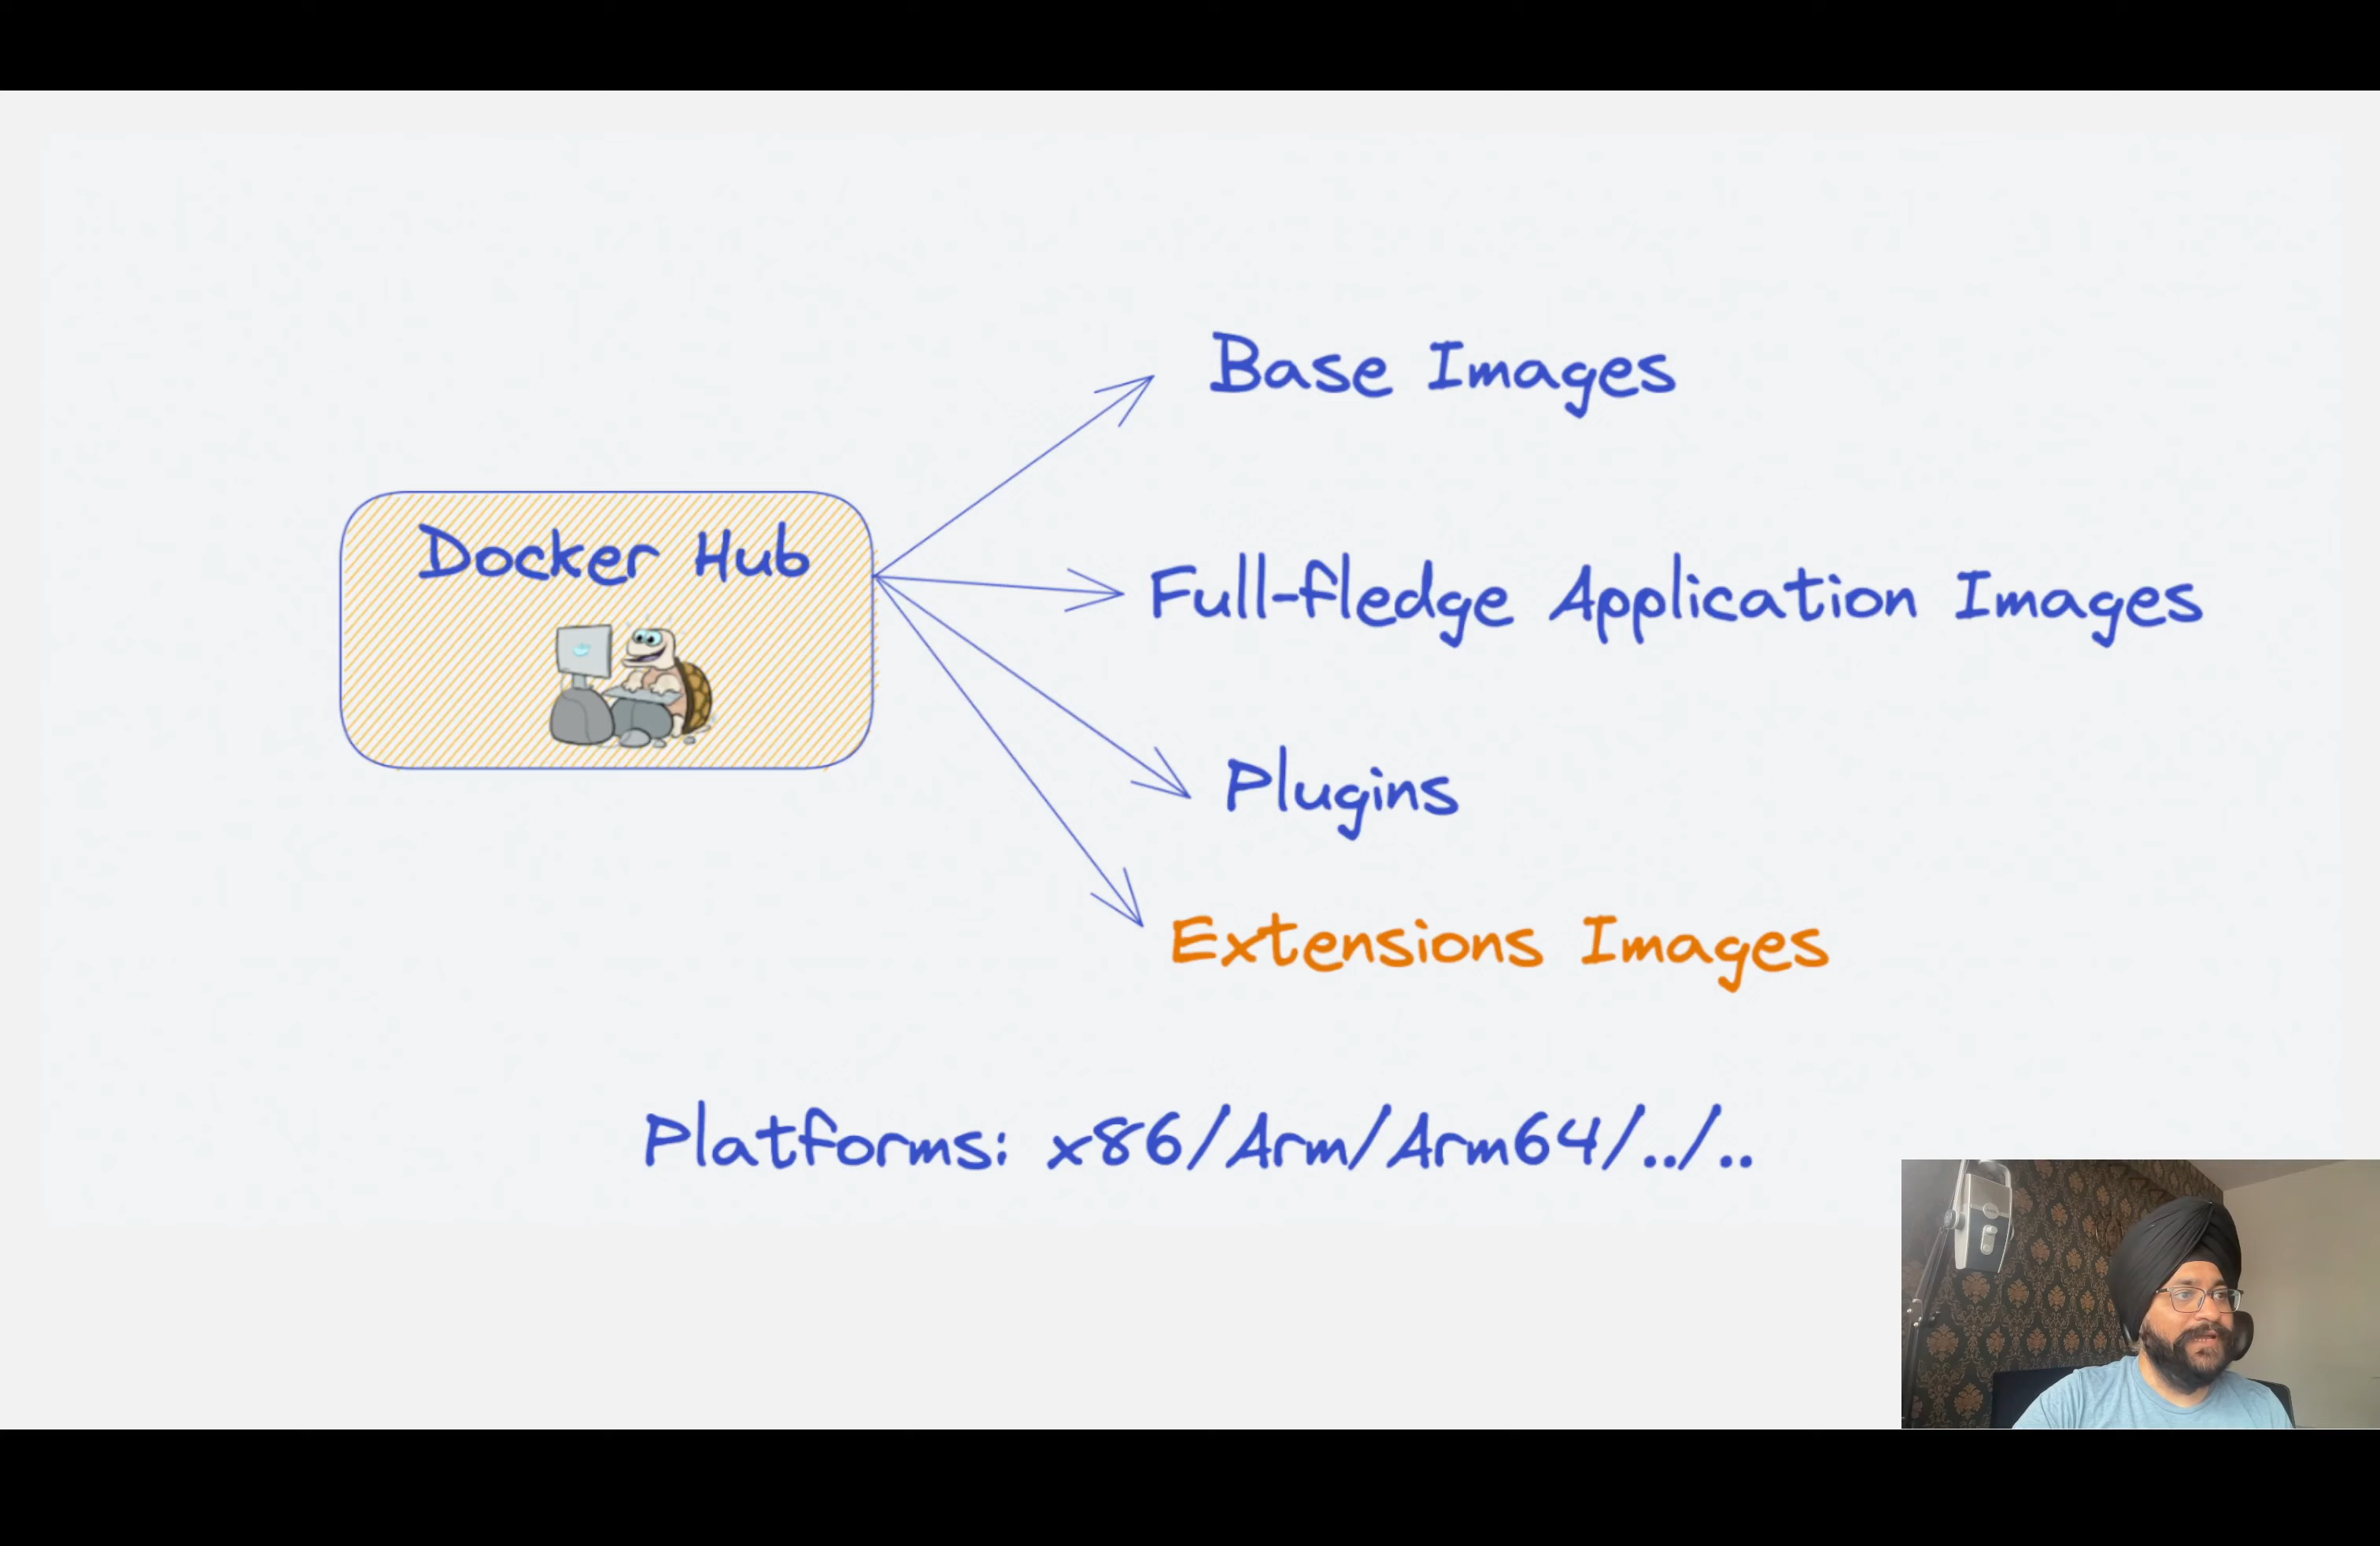 Docker Hub
Base Images
Full-fledge Application Images
Plugins
Extensions Images
Platforms: x86/Arm/Arm64/../..